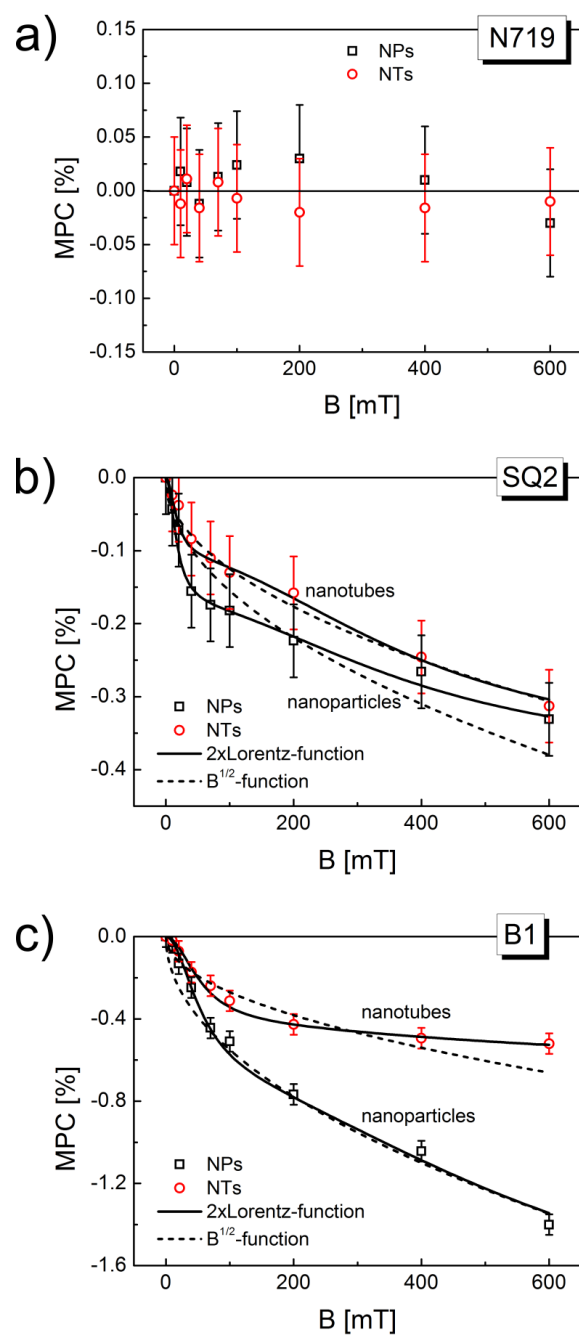 a)
N719
NPs
NTs
MPC [%]
0.15
0.10
0.05
0.00
-0.05
-0.10
-0.15
0 200 400 600
B [mT]
b)
SQ2
MPC [%]
0.0
-0.1
-0.2
-0.3
-0.4
nanotubes
nanoparticles
NPs
NTs
2xLorentz-function
B^1/2-function
0 200 400 600
B [mT]
c)
B1
MPC [%]
0.0
-0.4
-0.8
-1.2
-1.6
nanotubes
nanoparticles
NPs
NTs
2xLorentz-function
B^1/2-function
0 200 400 600
B [mT]